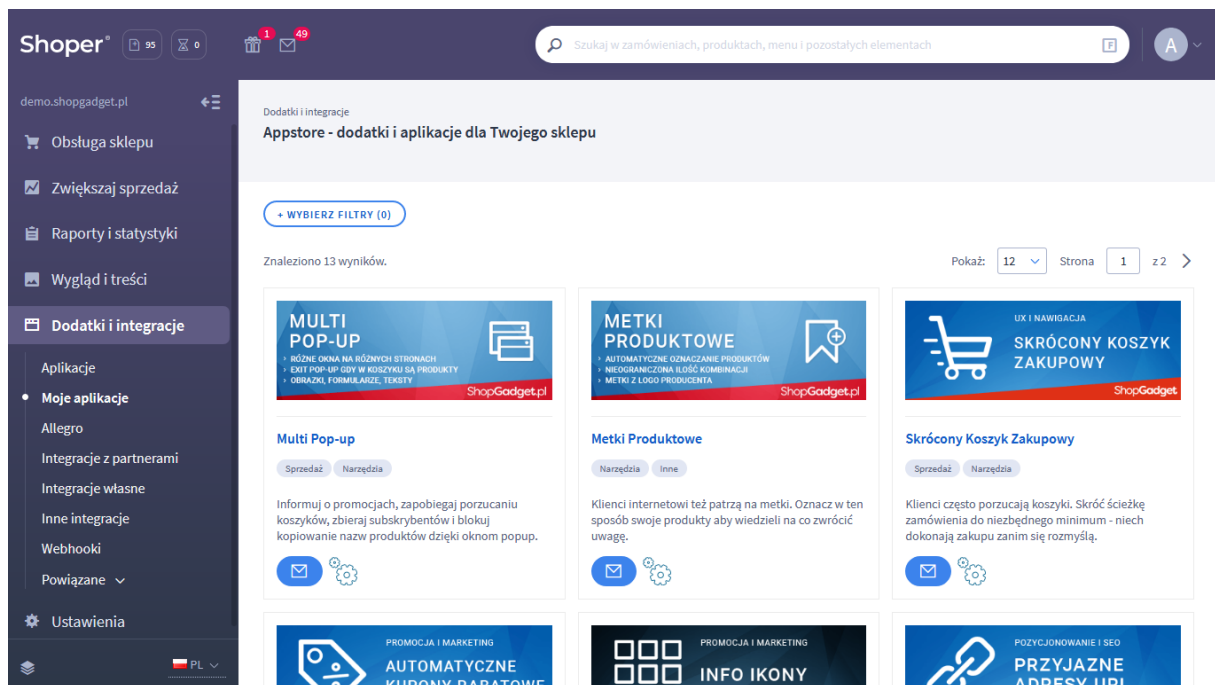 Shoper®
95
0
1
49
Szukaj w zamówieniach, produktach, menu i pozostałych elementach
F
A
demo.shopgadget.pl
Obsługa sklepu
Zwiększaj sprzedaż
Raporty i statystyki
Wygląd i treści
Dodatki i integracje
Aplikacje
Moje aplikacje
Allegro
Integracje z partnerami
Integracje własne
Inne integracje
Webhooki
Powiązane
Ustawienia
PL
Dodatki i integracje
Appstore - dodatki i aplikacje dla Twojego sklepu
+ WYBIERZ FILTRY (0)
Znaleziono 13 wyników.
Pokaż: 12 Strona 1 z 2
MULTI
POP-UP
› RÓŻNE OKNA NA RÓŻNYCH STRONACH
› EXIT POP-UP GDY W KOSZYKU SĄ PRODUKTY
› OBRAZKI, FORMULARZE, TEKSTY
ShopGadget.pl
Multi Pop-up
Sprzedaż Narzędzia
Informuj o promocjach, zapobiegaj porzucaniu
koszyków, zbieraj subskrybentów i blokuj
kopiowanie nazw produktów dzięki oknom popup.
METKI
PRODUKTOWE
› AUTOMATYCZNE OZNACZANIE PRODUKTÓW
› NIEOGRANICZONA ILOŚĆ KOMBINACJI
› METKI Z LOGO PRODUCENTA
ShopGadget.pl
Metki Produktowe
Narzędzia Inne
Klienci internetowi też patrzą na metki. Oznacz w ten
sposób swoje produkty aby wiedzieli na co zwrócić
uwagę.
UX I NAWIGACJA
SKRÓCONY KOSZYK
ZAKUPOWY
ShopGadget
Skrócony Koszyk Zakupowy
Sprzedaż Narzędzia
Klienci często porzucają koszyki. Skróć ścieżkę
zamówienia do niezbędnego minimum - niech
dokonają zakupu zanim się rozmyślą.
PROMOCJA I MARKETING
AUTOMATYCZNE
KUPONY RABATOWE
PROMOCJA I MARKETING
INFO IKONY
POZYCJONOWANIE I SEO
PRZYJAZNE
ADRESY URL